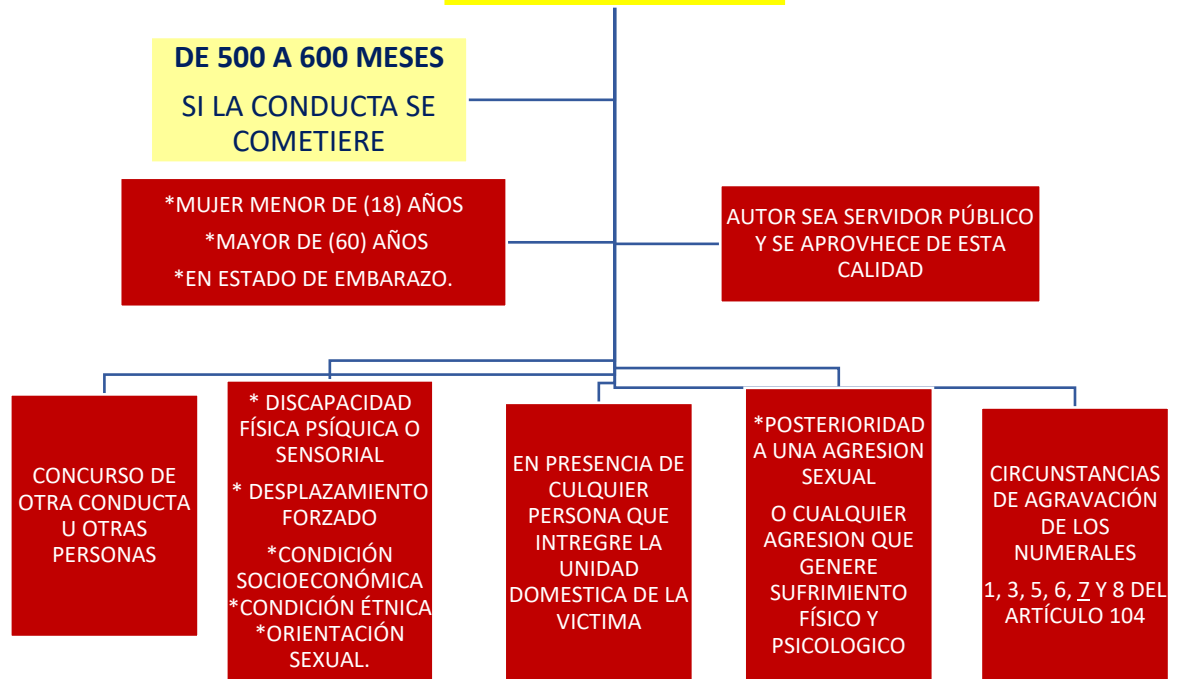 DE 500 A 600 MESES
SI LA CONDUCTA SE
COMETIERE
*MUJER MENOR DE (18) AÑOS
*MAYOR DE (60) AÑOS
*EN ESTADO DE EMBARAZO.
AUTOR SEA SERVIDOR PÚBLICO
Y SE APROVHECE DE ESTA
CALIDAD
CONCURSO DE
OTRA CONDUCTA
U OTRAS
PERSONAS
* DISCAPACIDAD
FÍSICA PSÍQUICA O
SENSORIAL
* DESPLAZAMIENTO
FORZADO
*CONDICIÓN
SOCIOECONÓMICA
*CONDICIÓN ÉTNICA
*ORIENTACIÓN
SEXUAL.
EN PRESENCIA DE
CULQUIER
PERSONA QUE
INTREGRE LA
UNIDAD
DOMESTICA DE LA
VICTIMA
*POSTERIORIDAD
A UNA AGRESION
SEXUAL
O CUALQUIER
AGRESION QUE
GENERE
SUFRIMIENTO
FÍSICO Y
PSICOLOGICO
CIRCUNSTANCIAS
DE AGRAVACIÓN
DE LOS
NUMERALES
1, 3, 5, 6, 7 Y 8 DEL
ARTÍCULO 104